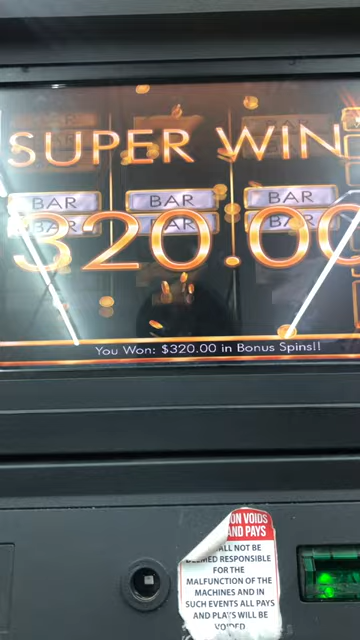 SUPER WIN
BAR BAR BAR
320.00
BAR BAR BAR
You Won: $320.00 in Bonus Spins!!
ON VOIDS
AND PAYS
ALL NOT BE
DEEMED RESPONSIBLE
FOR THE
MALFUNCTION OF THE
MACHINES AND IN
SUCH EVENTS ALL PAYS
AND PLAYS WILL BE
VOIDED